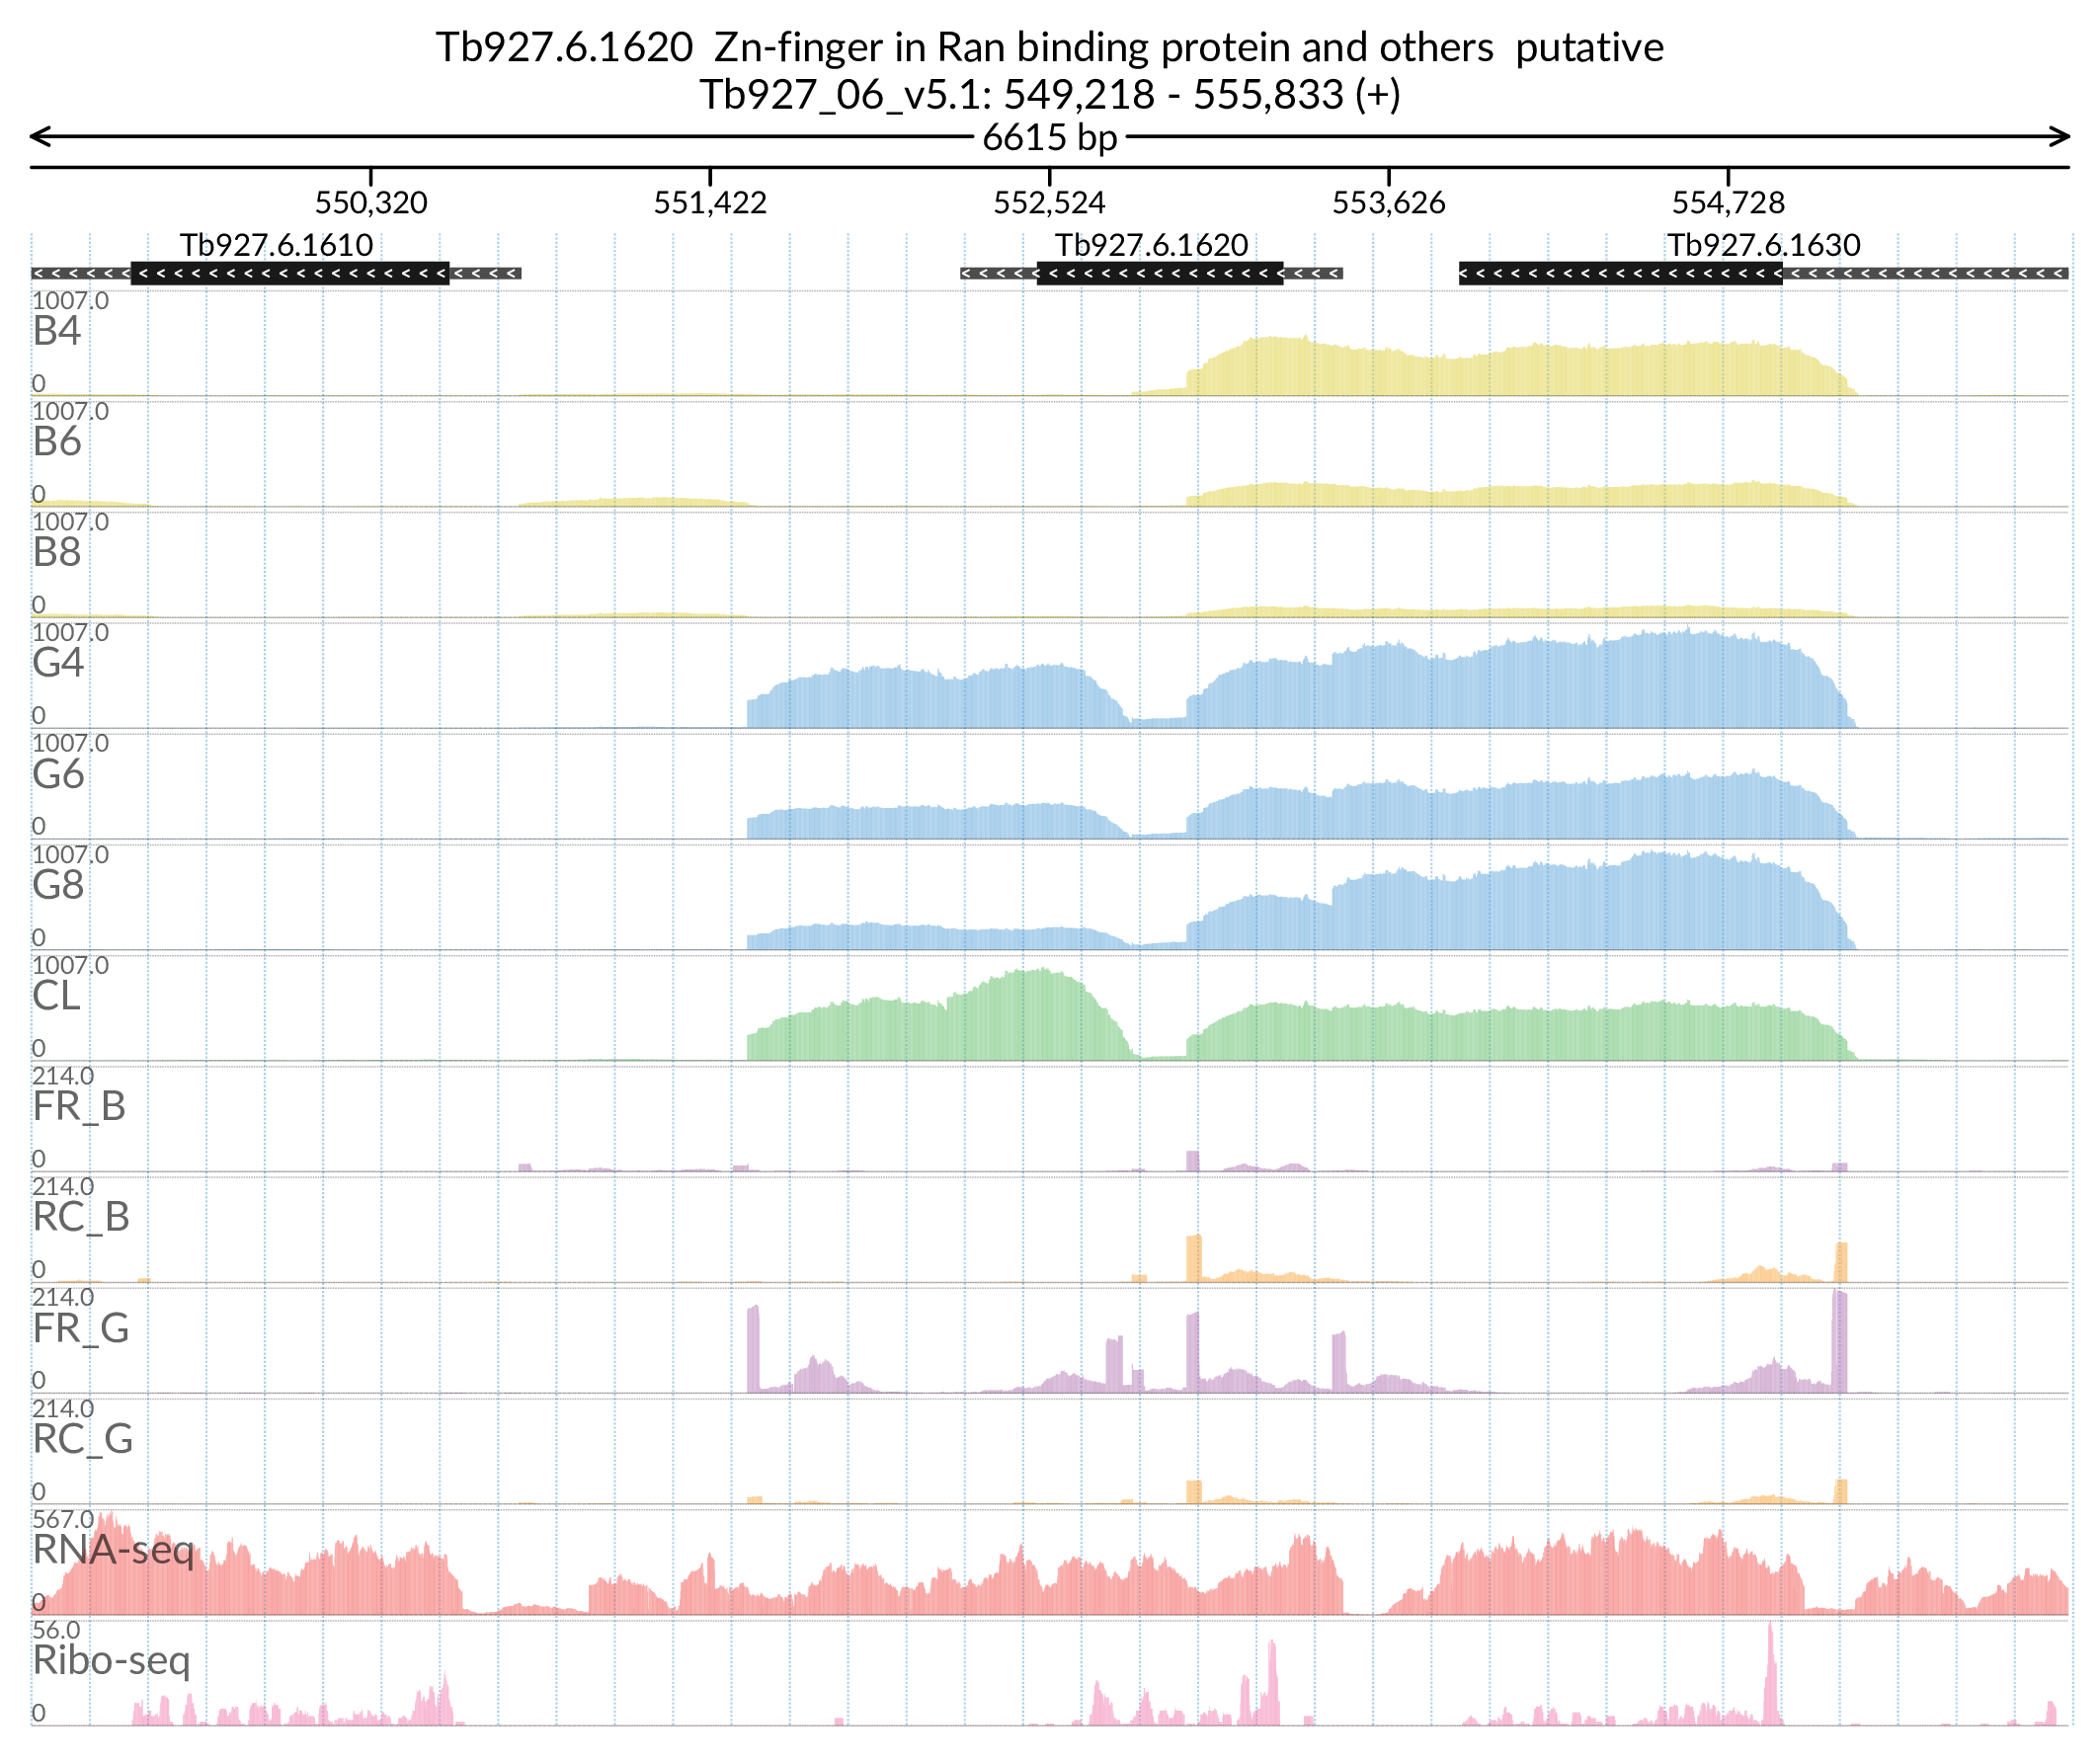 Tb927.6.1620 Zn-finger in Ran binding protein and others putative
Tb927_06_v5.1: 549,218 - 555,833 (+)
6615 bp
550,320 551,422 552,524 553,626 554,728
Tb927.6.1610 Tb927.6.1620 Tb927.6.1630
1007.0
B4
0
1007.0
B6
0
1007.0
B8
0
1007.0
G4
0
1007.0
G6
0
1007.0
G8
0
1007.0
CL
0
214.0
FR_B
0
214.0
RC_B
0
214.0
FR_G
0
214.0
RC_G
0
567.0
RNA-seq
0
56.0
Ribo-seq
0